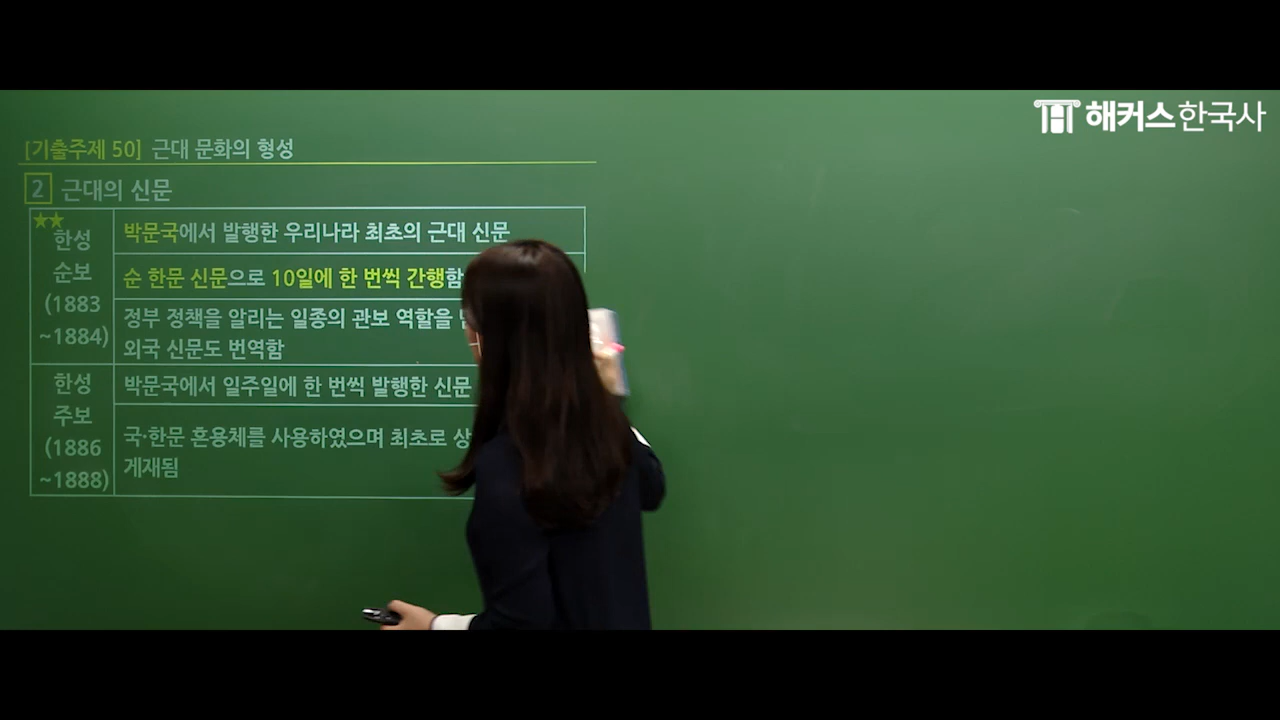 해커스한국사
[기출주제 50] 근대 문화의 형성
2 근대의 신문
★★
한성
순보
(1883
~1884)
박문국에서 발행한 우리나라 최초의 근대 신문
순 한문 신문으로 10일에 한 번씩 간행함
정부 정책을 알리는 일종의 관보 역할을
외국 신문도 번역함
한성
주보
(1886
~1888)
박문국에서 일주일에 한 번씩 발행한 신문
국·한문 혼용체를 사용하였으며 최초로
게재됨